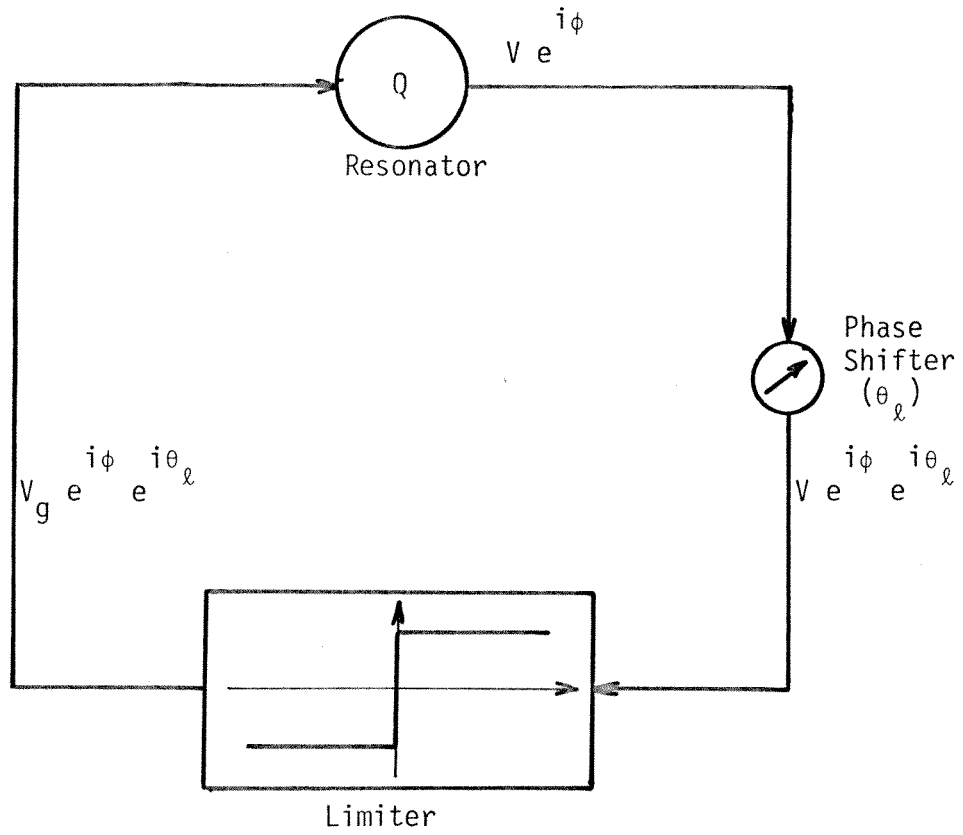 V e^{iφ}
Q
Resonator
Phase
Shifter
(θ_ℓ)
V_g e^{iφ} e^{iθ_ℓ}
V e^{iφ} e^{iθ_ℓ}
Limiter